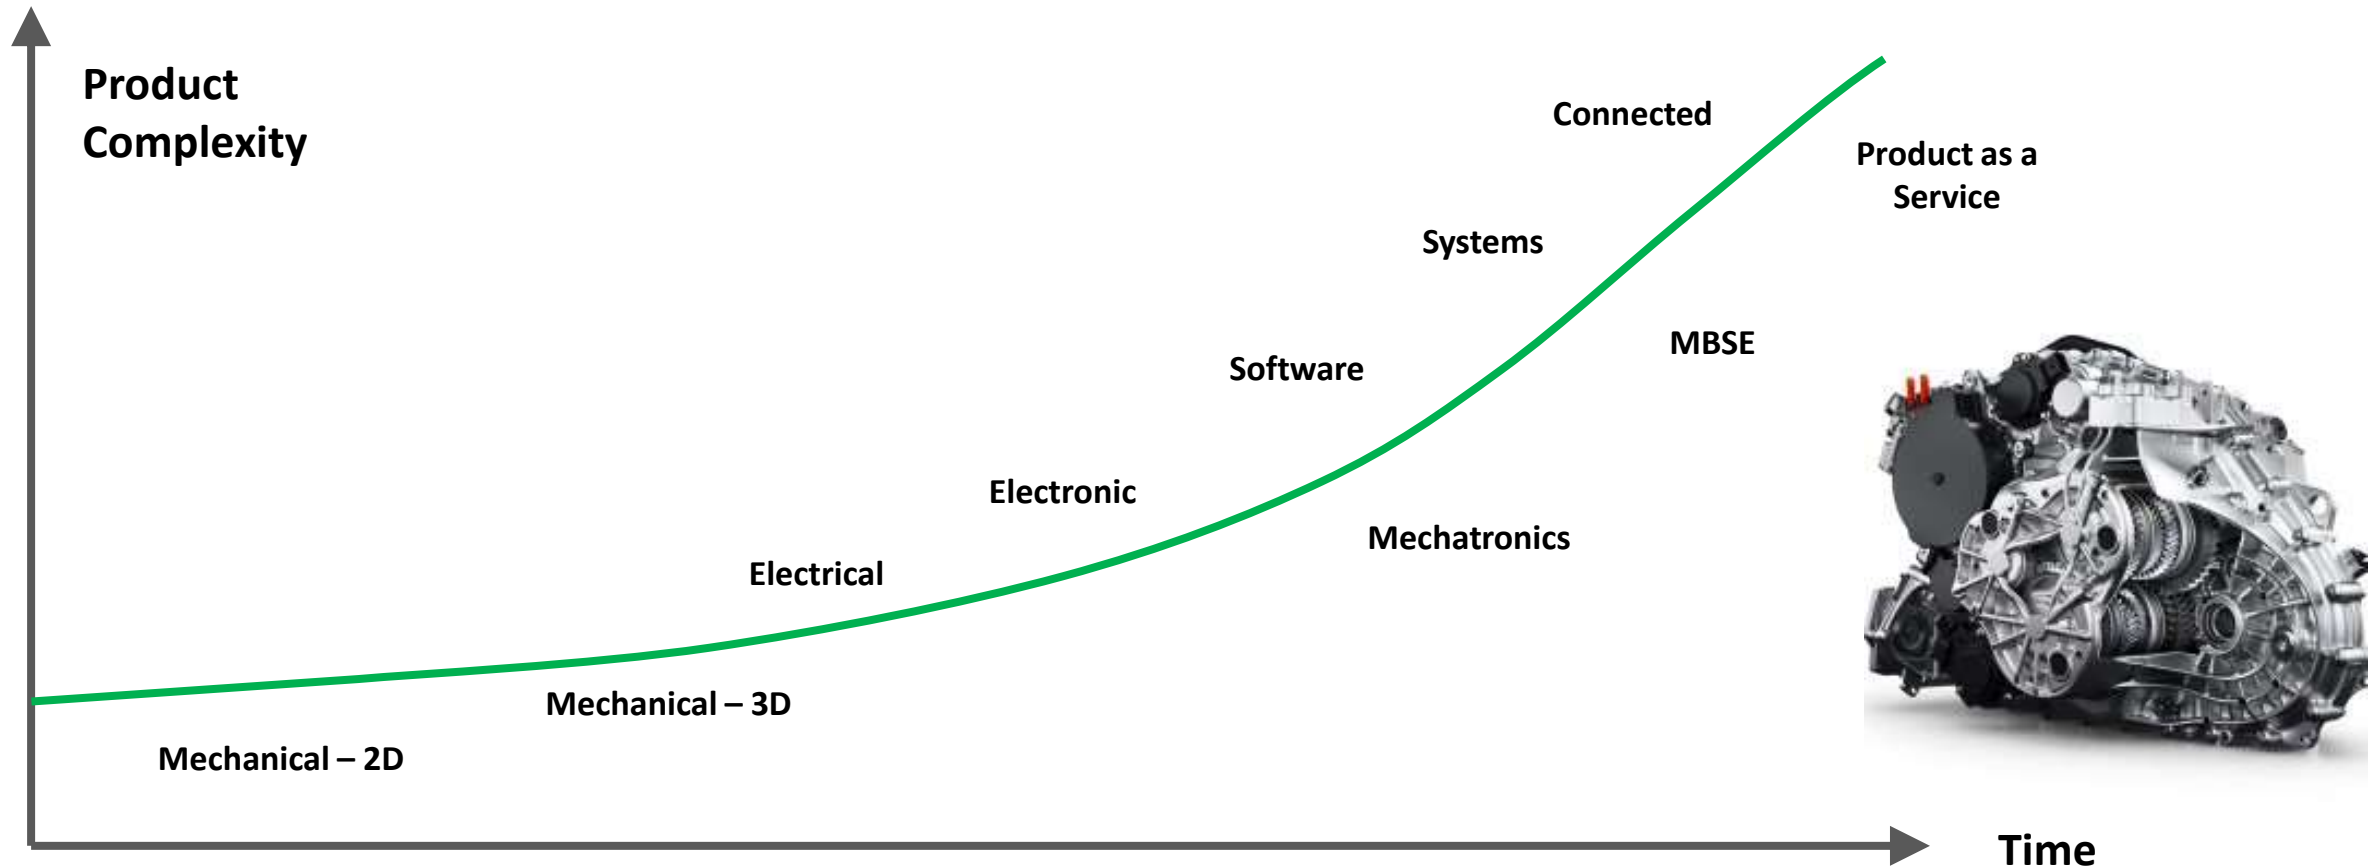 Product
Complexity
Connected
Product as a
Service
Systems
MBSE
Software
Electronic
Mechatronics
Electrical
Mechanical – 3D
Mechanical – 2D
Time